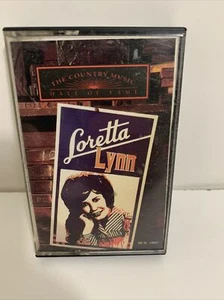 THE COUNTRY MUSIC
HALL OF FAME
Loretta
Lynn